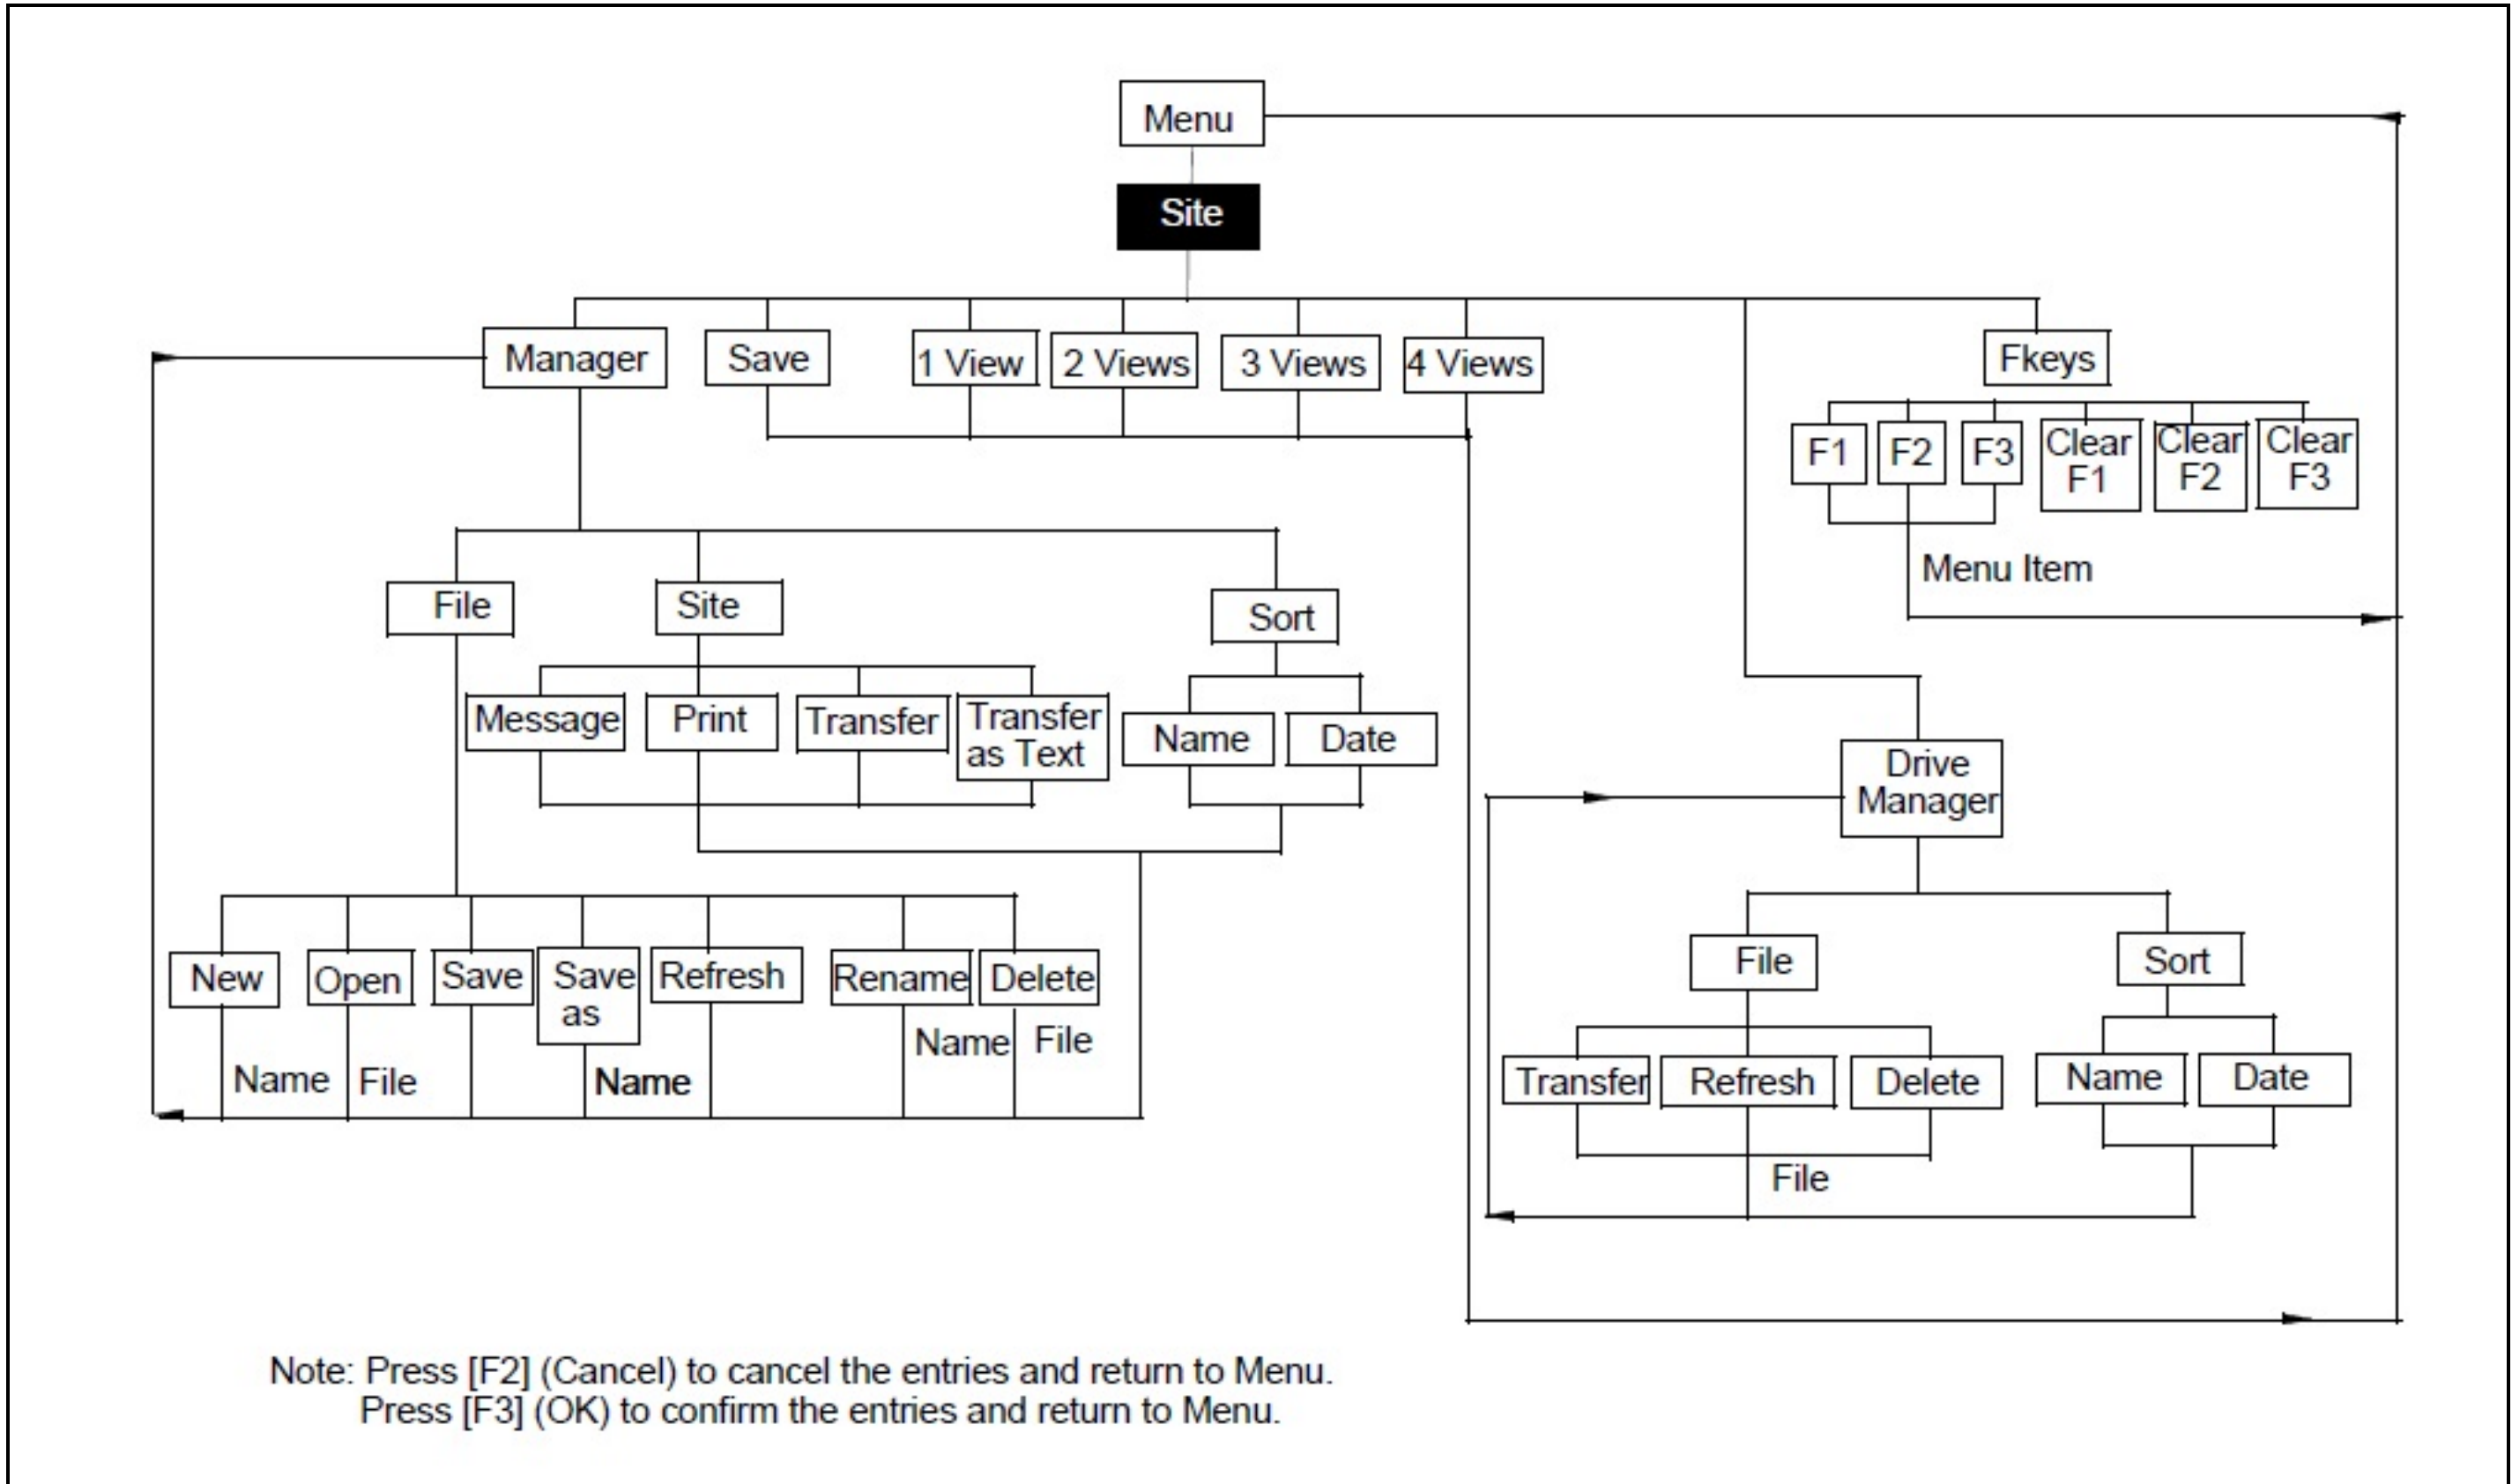 Menu
Site
Manager
Save
1 View
2 Views
3 Views
4 Views
Fkeys
F1
F2
F3
Clear
F1
Clear
F2
Clear
F3
Menu Item
File
Site
Sort
Message
Print
Transfer
Transfer
as Text
Name
Date
Drive
Manager
New
Open
Save
Save
as
Refresh
Rename
Delete
Name
File
Name
Name
File
File
Sort
Transfer
Refresh
Delete
Name
Date
File
Note: Press [F2] (Cancel) to cancel the entries and return to Menu.
Press [F3] (OK) to confirm the entries and return to Menu.